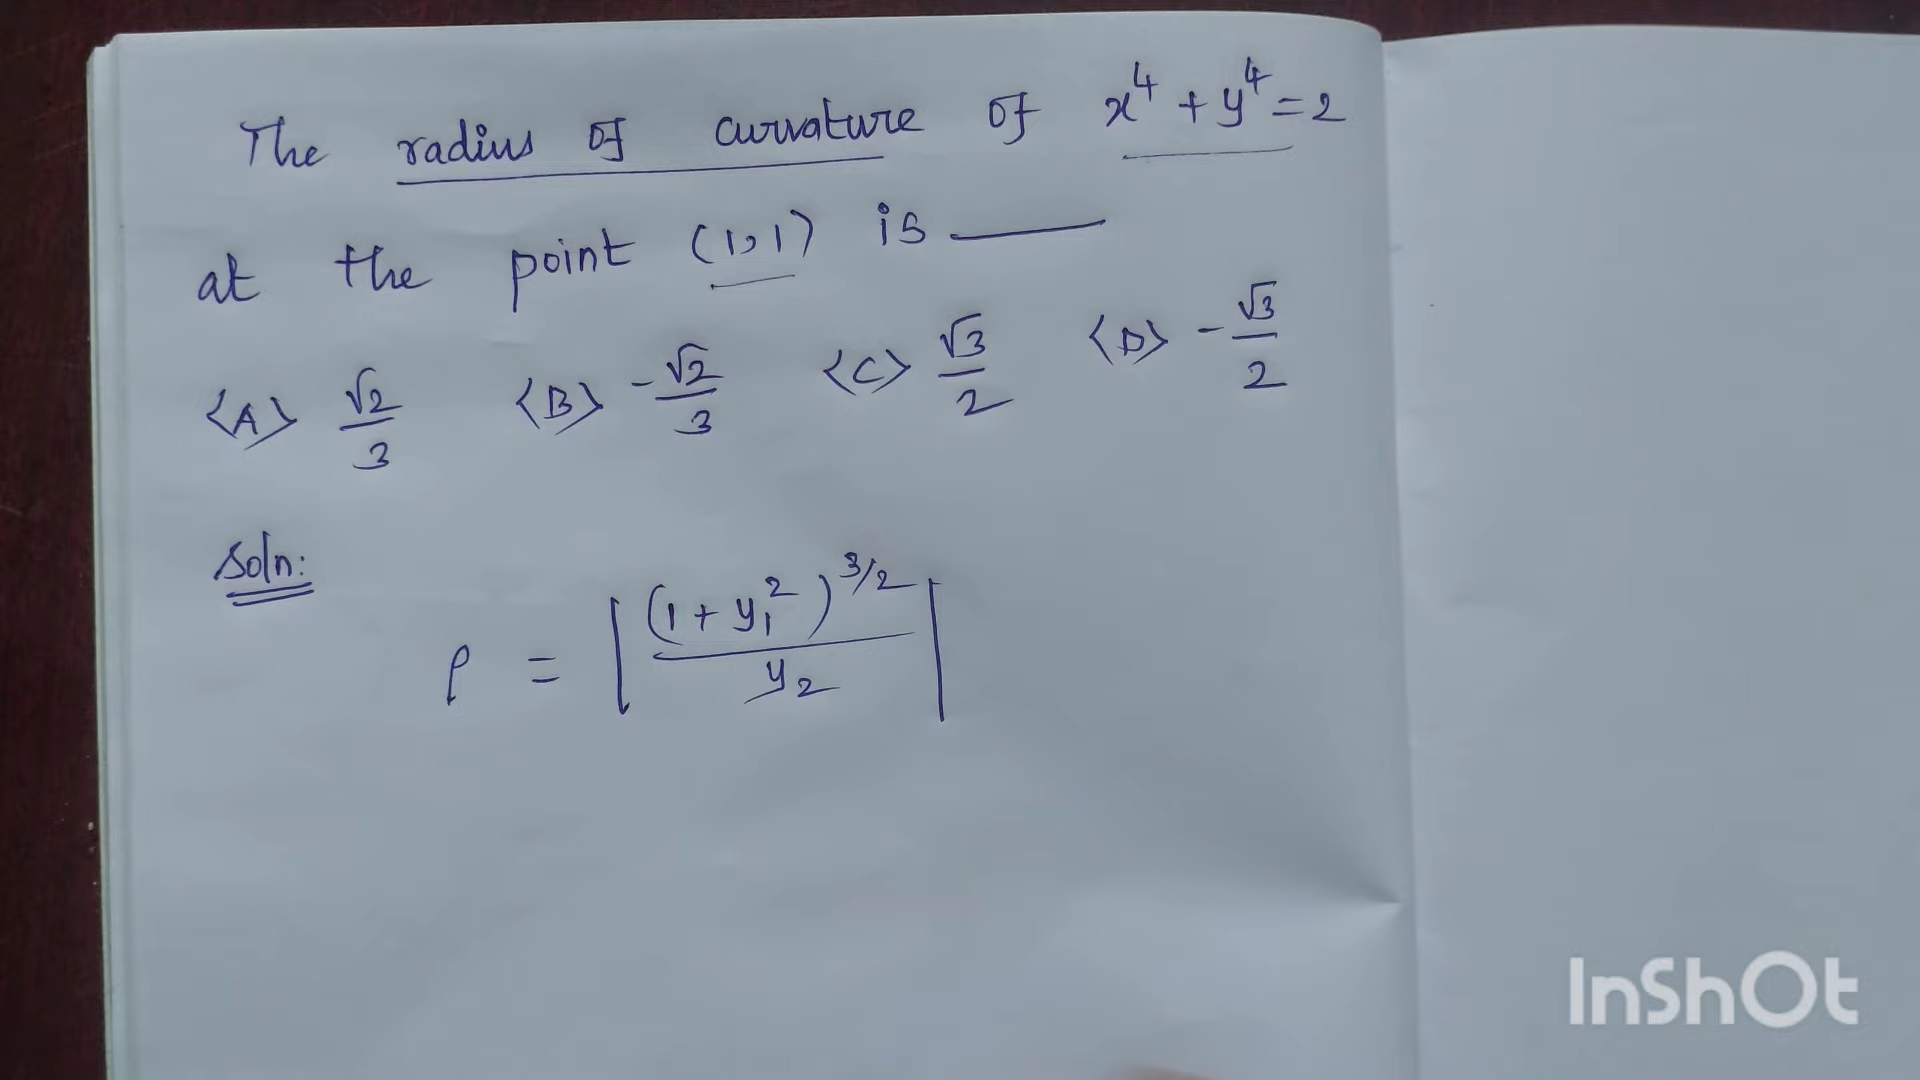 The radius of curvature of x⁴ + y⁴ = 2
at the point (1,1) is ———
<A> √2/3 <B> -√2/3 <C> √3/2 <D> -√3/2
Soln:
ρ = |(1 + y₁²)^3/2 / y₂|
InShOt